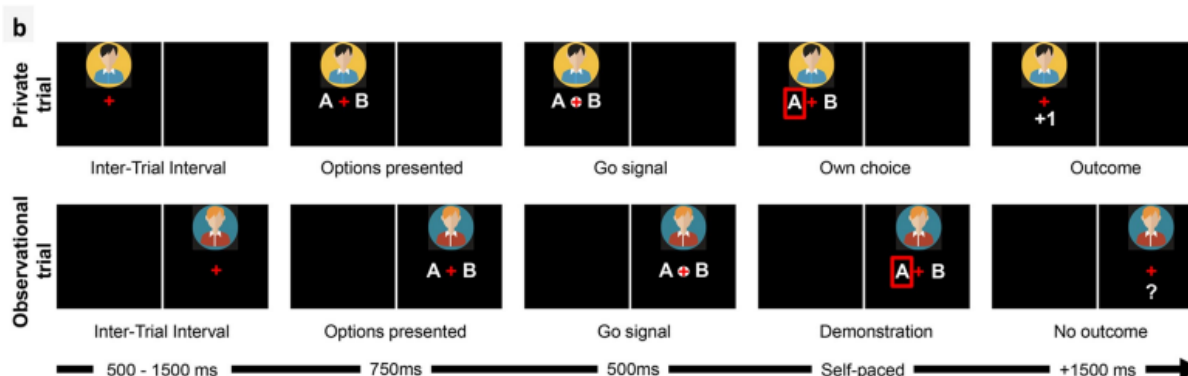 b
Private trial
A + B
A + B
A + B
+
+
+1
Inter-Trial Interval
Options presented
Go signal
Own choice
Outcome
Observational trial
+
A + B
A + B
A + B
+
?
Inter-Trial Interval
Options presented
Go signal
Demonstration
No outcome
500 - 1500 ms
750ms
500ms
Self-paced
+1500 ms